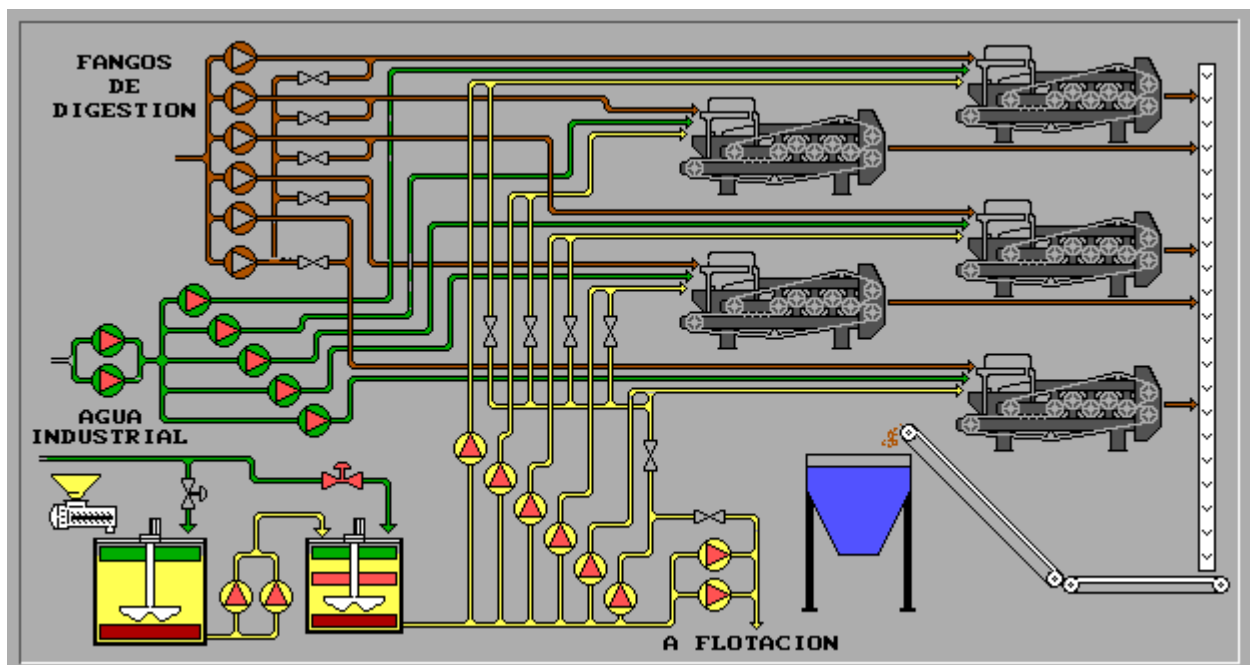 FANGOS
DE
DIGESTION
AGUA
INDUSTRIAL
A FLOTACION